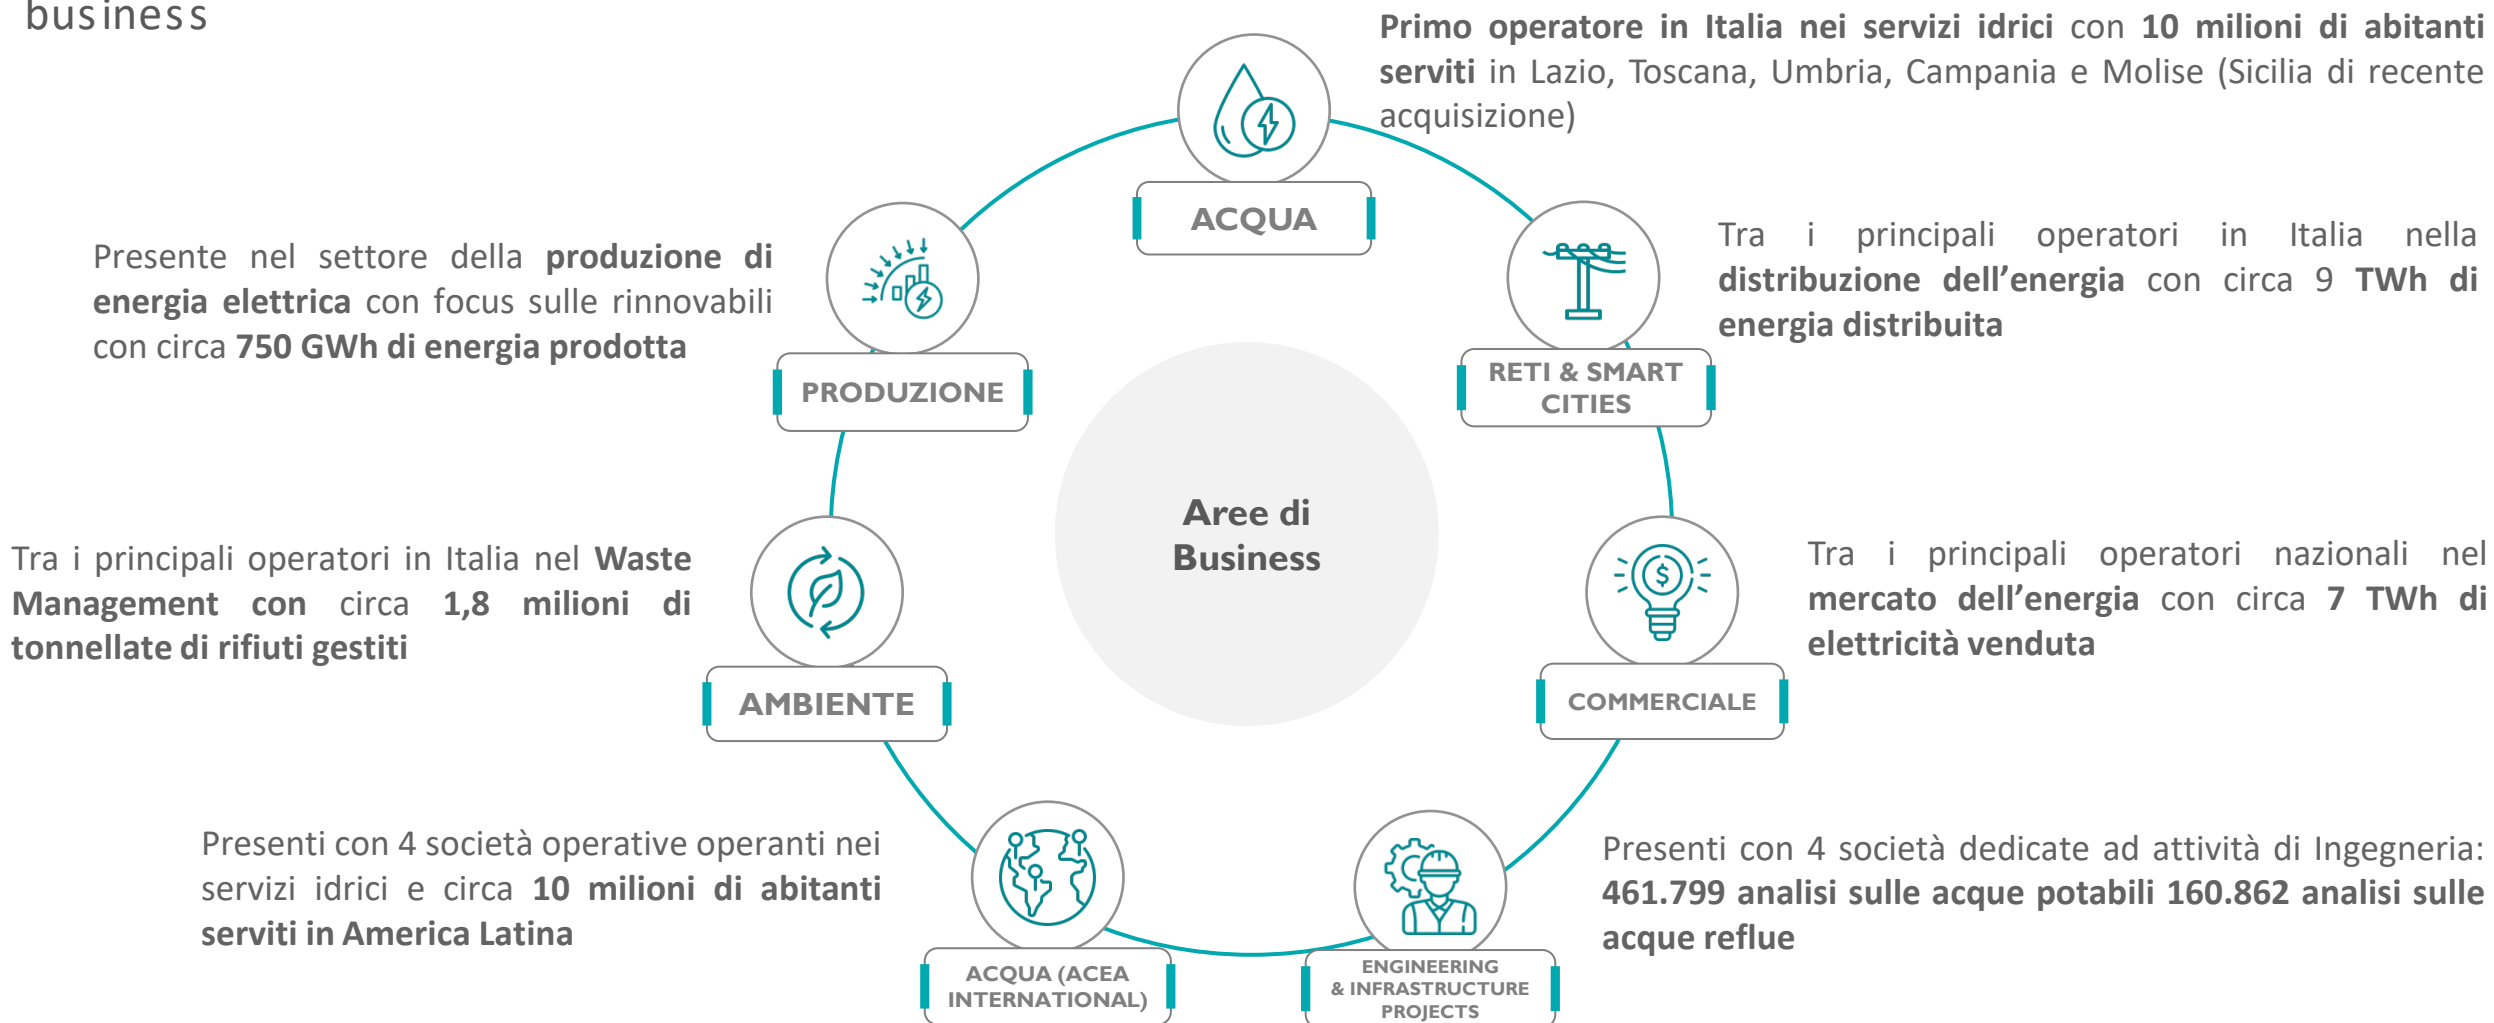 business
Primo operatore in Italia nei servizi idrici con 10 milioni di abitanti
serviti in Lazio, Toscana, Umbria, Campania e Molise (Sicilia di recente
acquisizione)
ACQUA
Presente nel settore della produzione di
energia elettrica con focus sulle rinnovabili
con circa 750 GWh di energia prodotta
PRODUZIONE
Tra i principali operatori in Italia nella
distribuzione dell’energia con circa 9 TWh di
energia distribuita
RETI & SMART
CITIES
Aree di
Business
Tra i principali operatori in Italia nel Waste
Management con circa 1,8 milioni di
tonnellate di rifiuti gestiti
AMBIENTE
$
Tra i principali operatori nazionali nel
mercato dell’energia con circa 7 TWh di
elettricità venduta
COMMERCIALE
Presenti con 4 società operative operanti nei
servizi idrici e circa 10 milioni di abitanti
serviti in America Latina
ACQUA (ACEA
INTERNATIONAL)
Presenti con 4 società dedicate ad attività di Ingegneria:
461.799 analisi sulle acque potabili 160.862 analisi sulle
acque reflue
ENGINEERING
& INFRASTRUCTURE
PROJECTS